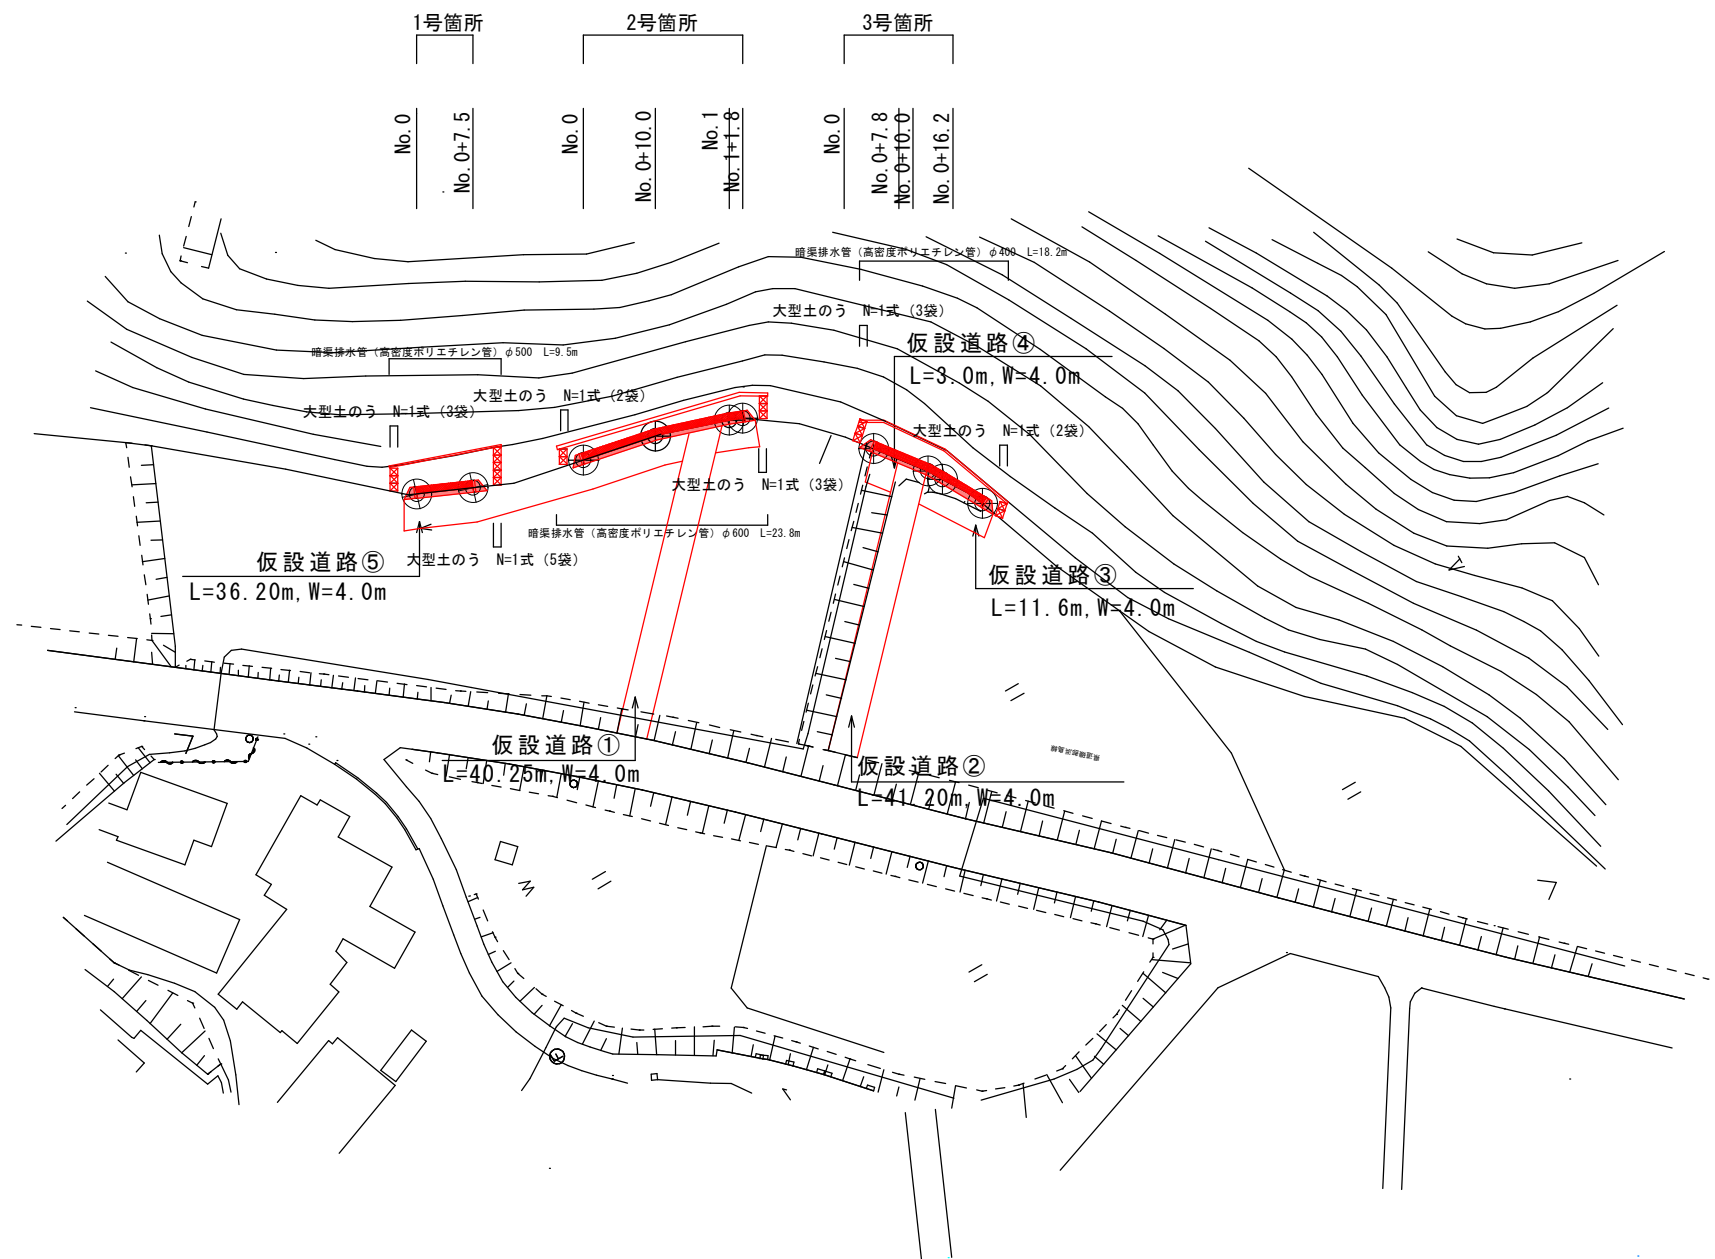 1号箇所
2号箇所
3号箇所
No.0
No.0+7.5
No.0
No.0+10.0
No.1
No.1+1.8
No.0
No.0+7.8
No.0+10.0
No.0+16.2
暗渠排水管（高密度ポリエチレン管）φ400 L=18.2m
大型土のう N=1式（3袋）
仮設道路④
L=3.0m,W=4.0m
暗渠排水管（高密度ポリエチレン管）φ500 L=9.5m
大型土のう N=1式（2袋）
大型土のう N=1式（3袋）
大型土のう N=1式（2袋）
大型土のう N=1式（3袋）
暗渠排水管（高密度ポリエチレン管）φ600 L=23.8m
大型土のう N=1式（5袋）
仮設道路⑤
L=36.20m,W=4.0m
仮設道路③
L=11.6m,W=4.0m
仮設道路①
L=40.25m,W=4.0m
仮設道路②
L=41.20m,W=4.0m